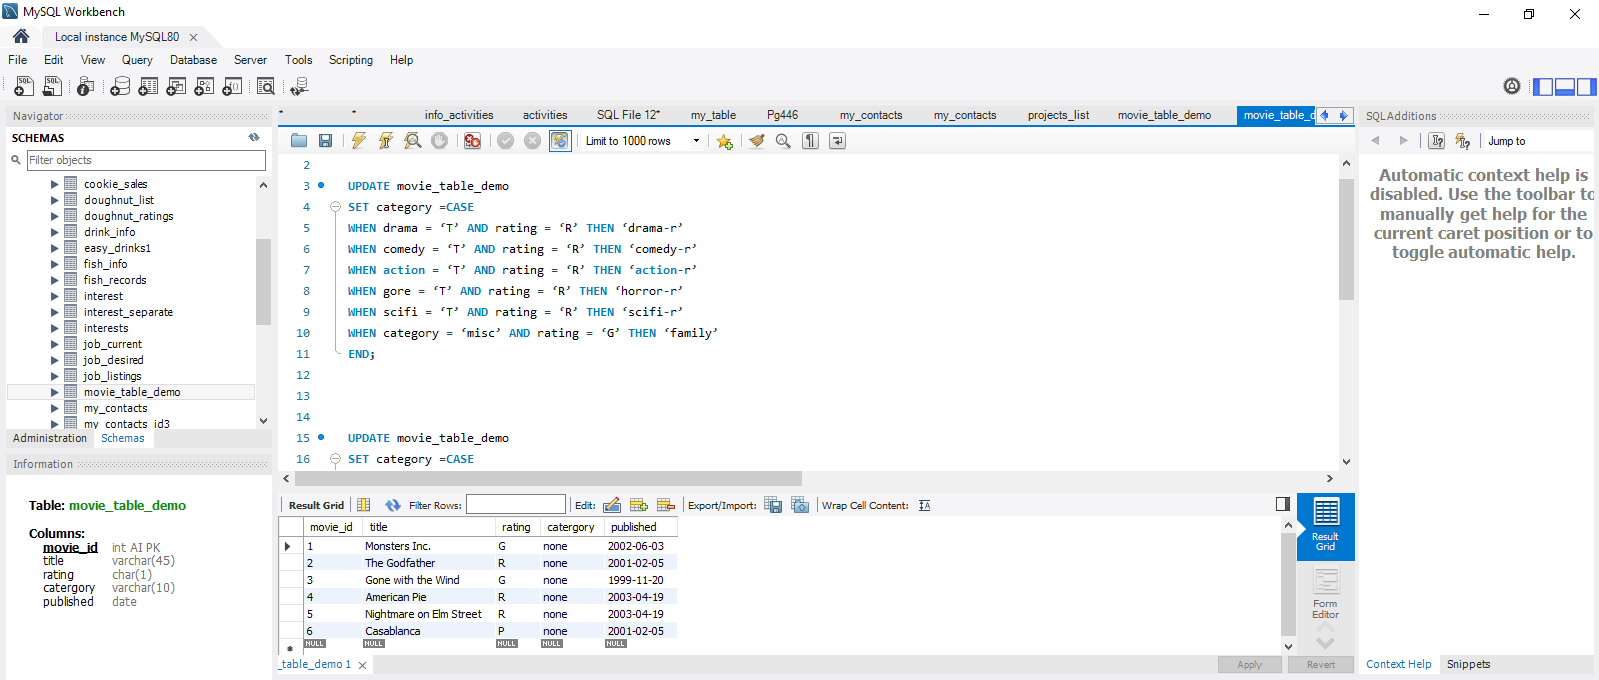 MySQL Workbench
Local instance MySQL80
File Edit View Query Database Server Tools Scripting Help
Navigator
SCHEMAS
Filter objects
cookie_sales
doughnut_list
doughnut_ratings
drink_info
easy_drinks1
fish_info
fish_records
interest
interest_separate
interests
job_current
job_desired
job_listings
movie_table_demo
my_contacts
my_contacts_id3
Administration Schemas
Information
Table: movie_table_demo
Columns:
movie_id int AI PK
title varchar(45)
rating char(1)
catergory varchar(10)
published date
* * info_activities activities SQL File 12* my_table Pg446 my_contacts my_contacts projects_list movie_table_demo movie_table_d
Limit to 1000 rows
2
3 UPDATE movie_table_demo
4 SET category =CASE
5 WHEN drama = ‘T’ AND rating = ‘R’ THEN ‘drama-r’
6 WHEN comedy = ‘T’ AND rating = ‘R’ THEN ‘comedy-r’
7 WHEN action = ‘T’ AND rating = ‘R’ THEN ‘action-r’
8 WHEN gore = ‘T’ AND rating = ‘R’ THEN ‘horror-r’
9 WHEN scifi = ‘T’ AND rating = ‘R’ THEN ‘scifi-r’
10 WHEN category = ‘misc’ AND rating = ‘G’ THEN ‘family’
11 END;
12
13
14
15 UPDATE movie_table_demo
16 SET category =CASE
Result Grid Filter Rows: Edit: Export/Import: Wrap Cell Content:
movie_id title rating catergory published
1 Monsters Inc. G none 2002-06-03
2 The Godfather R none 2001-02-05
3 Gone with the Wind G none 1999-11-20
4 American Pie R none 2003-04-19
5 Nightmare on Elm Street R none 2003-04-19
6 Casablanca P none 2001-02-05
NULL NULL NULL NULL NULL
Result
Grid
Form
Editor
_table_demo 1
Apply Revert
SQLAdditions
Jump to
Automatic context help is
disabled. Use the toolbar to
manually get help for the
current caret position or to
toggle automatic help.
Context Help Snippets